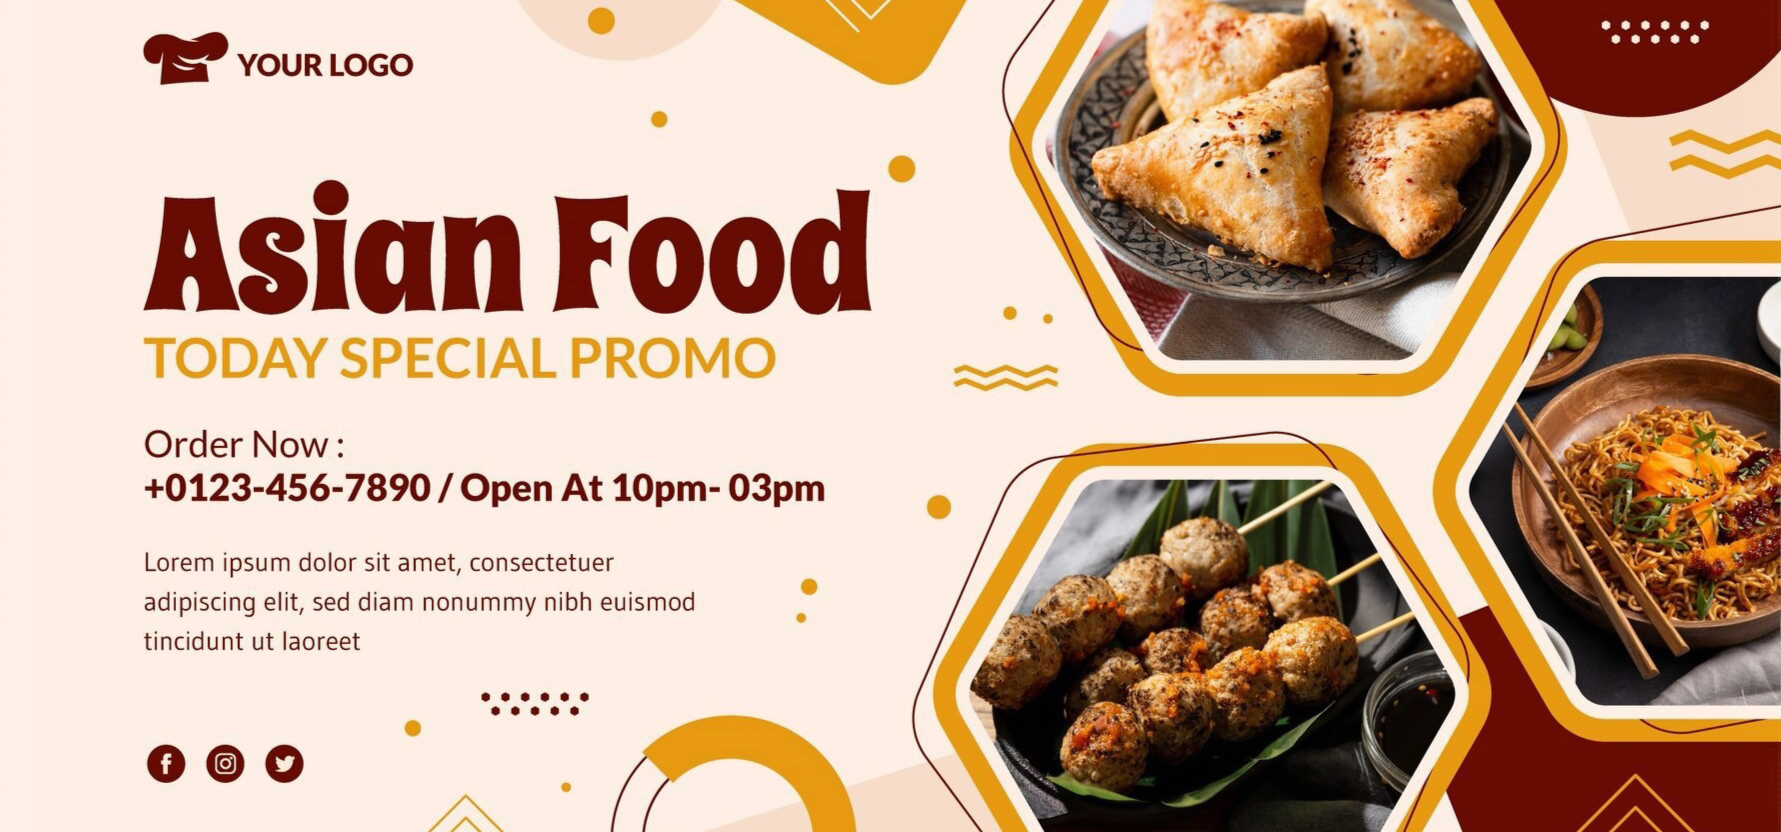 YOUR LOGO
Asian Food
TODAY SPECIAL PROMO
Order Now :
+0123-456-7890 / Open At 10pm- 03pm
Lorem ipsum dolor sit amet, consectetuer
adipiscing elit, sed diam nonummy nibh euismod
tincidunt ut laoreet